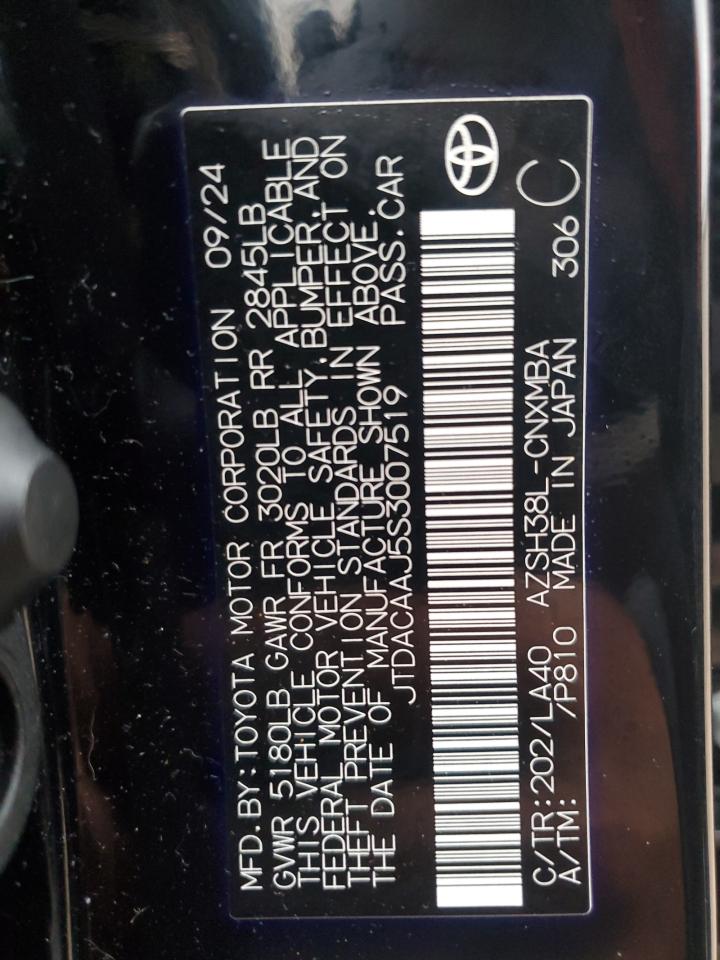 MFD. BY: TOYOTA MOTOR CORPORATION 09/24
GVWR 5180LB GAWR FR 3020LB RR 2845LB
THIS VEHICLE CONFORMS TO ALL APPLICABLE
FEDERAL MOTOR VEHICLE SAFETY, BUMPER, AND
THEFT PREVENTION STANDARDS IN EFFECT ON
THE DATE OF MANUFACTURE SHOWN ABOVE.
JTDACAAJ5S3007519 PASS. CAR
C/TR: 202/LA40 AZSH38L-CNXMBA
A/TM: /P810 MADE IN JAPAN 306 C